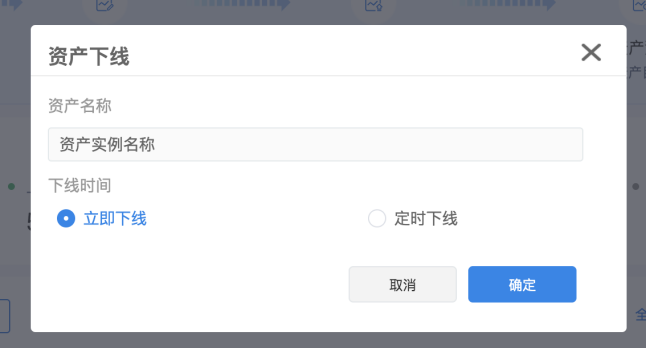 资产下线
资产名称
资产实例名称
下线时间
立即下线
定时下线
取消
确定